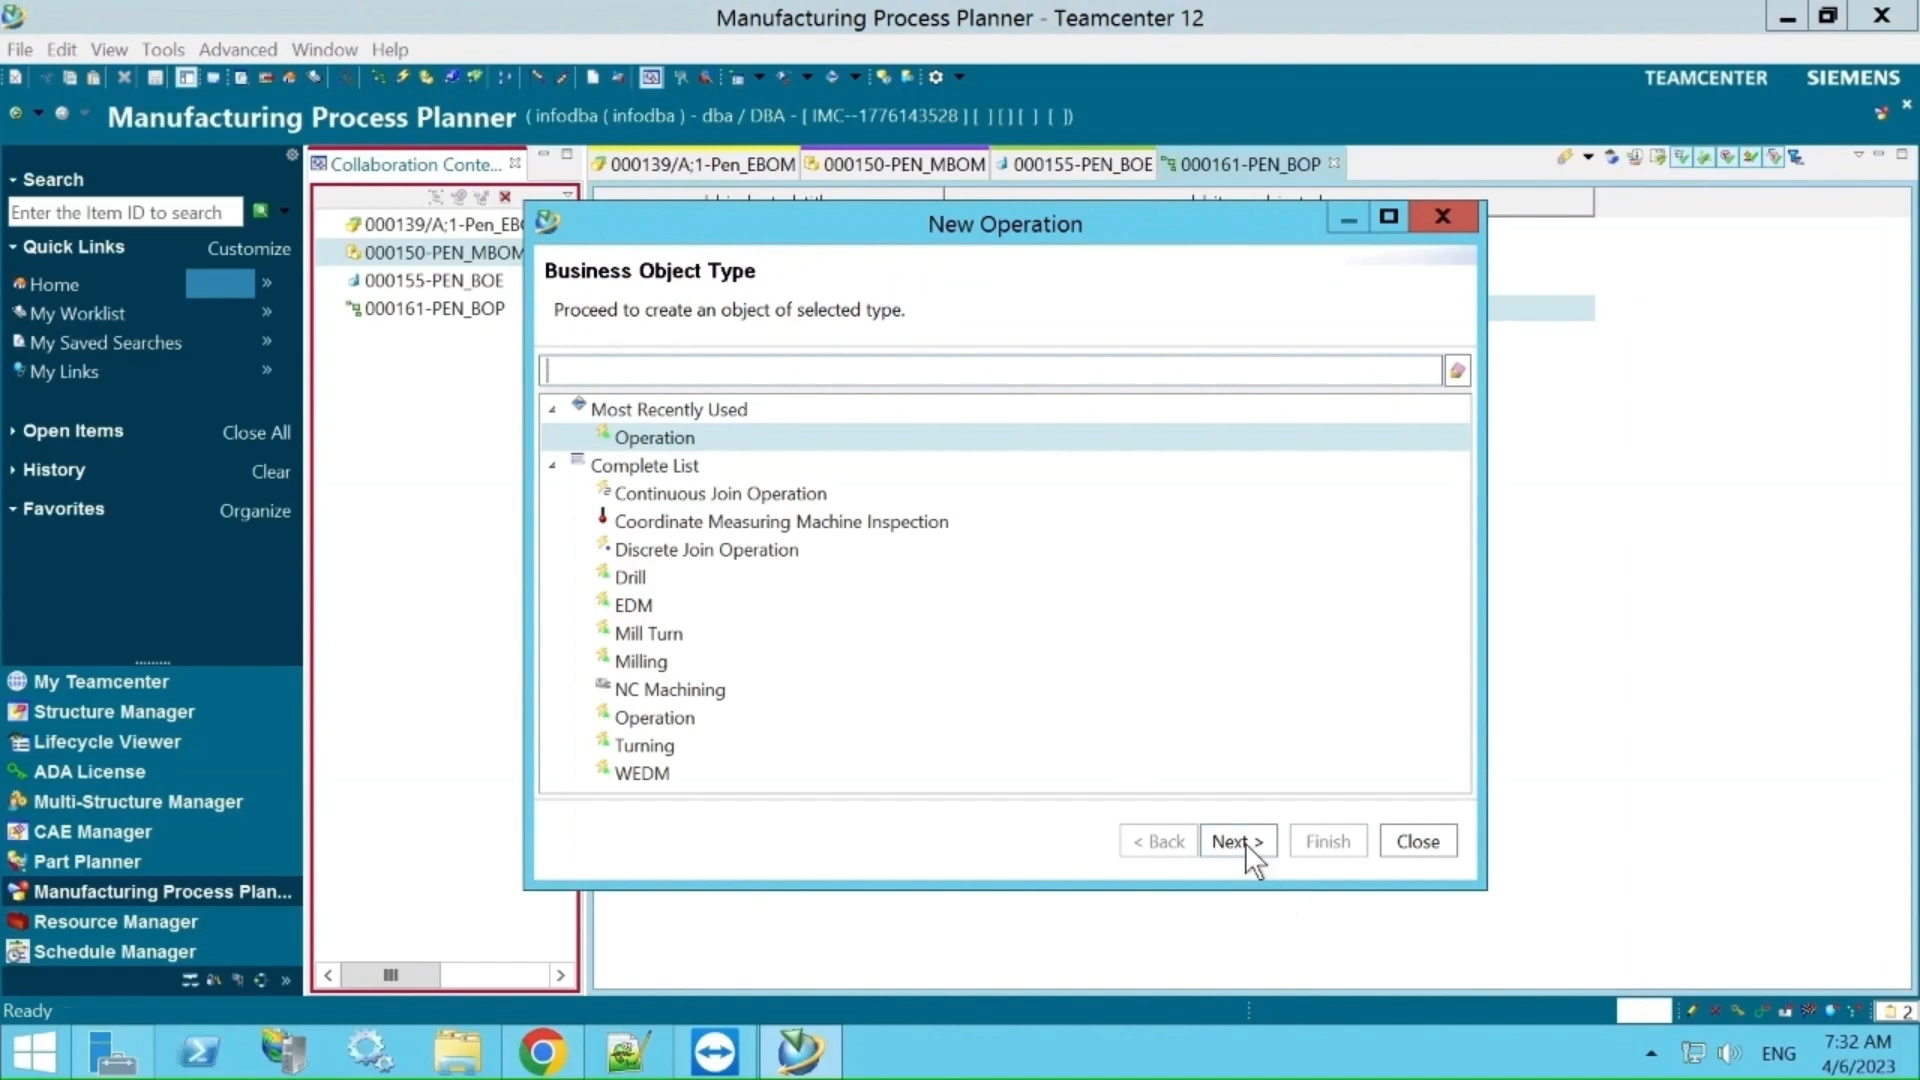 Manufacturing Process Planner - Teamcenter 12
File Edit View Tools Advanced Window Help
TEAMCENTER SIEMENS
Manufacturing Process Planner ( infodba ( infodba ) - dba / DBA - [ IMC--1776143528 ] [ ] [ ] [ ] [ ])
Search
Enter the Item ID to search
Quick Links Customize
Home
My Worklist
My Saved Searches
My Links
Open Items Close All
History Clear
Favorites Organize
My Teamcenter
Structure Manager
Lifecycle Viewer
ADA License
Multi-Structure Manager
CAE Manager
Part Planner
Manufacturing Process Plan...
Resource Manager
Schedule Manager
Collaboration Conte...
000139/A;1-Pen_EB
000150-PEN_MBOM
000155-PEN_BOE
000161-PEN_BOP
000139/A;1-Pen_EBOM 000150-PEN_MBOM 000155-PEN_BOE 000161-PEN_BOP
New Operation
Business Object Type
Proceed to create an object of selected type.
Most Recently Used
Operation
Complete List
Continuous Join Operation
Coordinate Measuring Machine Inspection
Discrete Join Operation
Drill
EDM
Mill Turn
Milling
NC Machining
Operation
Turning
WEDM
< Back Next > Finish Close
Ready
2
ENG
7:32 AM
4/6/2023